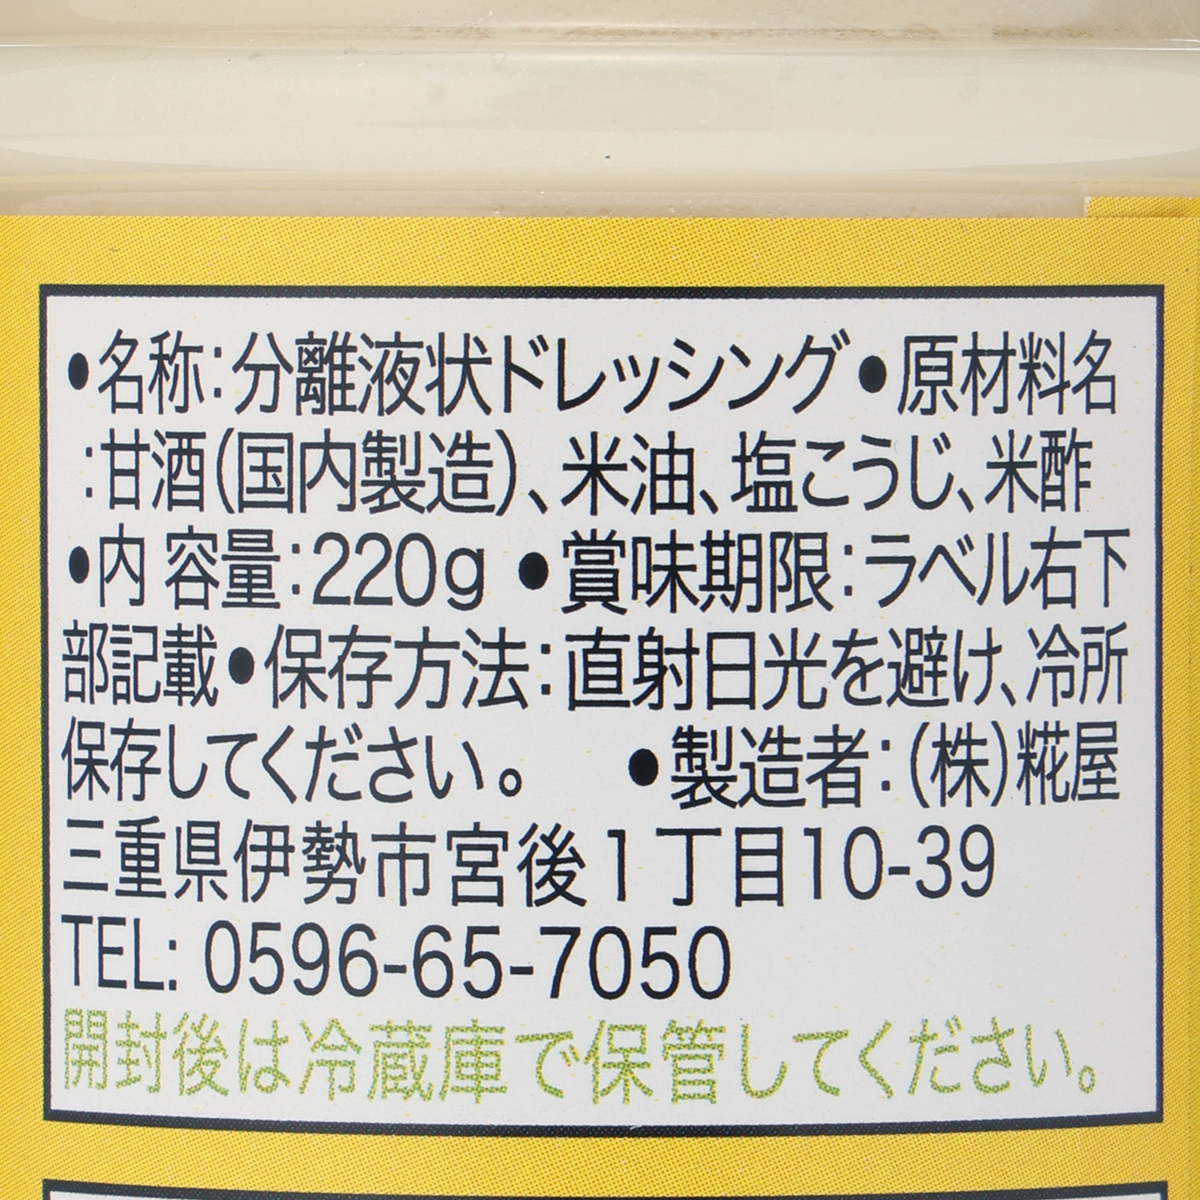 ●名称:分離液状ドレッシング●原材料名
:甘酒(国内製造)、米油、塩こうじ、米酢
●内 容量:220g ●賞味期限:ラベル右下
部記載●保存方法:直射日光を避け、冷所
保存してください。 ●製造者:(株)糀屋
三重県伊勢市宮後1丁目10-39
TEL: 0596-65-7050
開封後は冷蔵庫で保管してください。